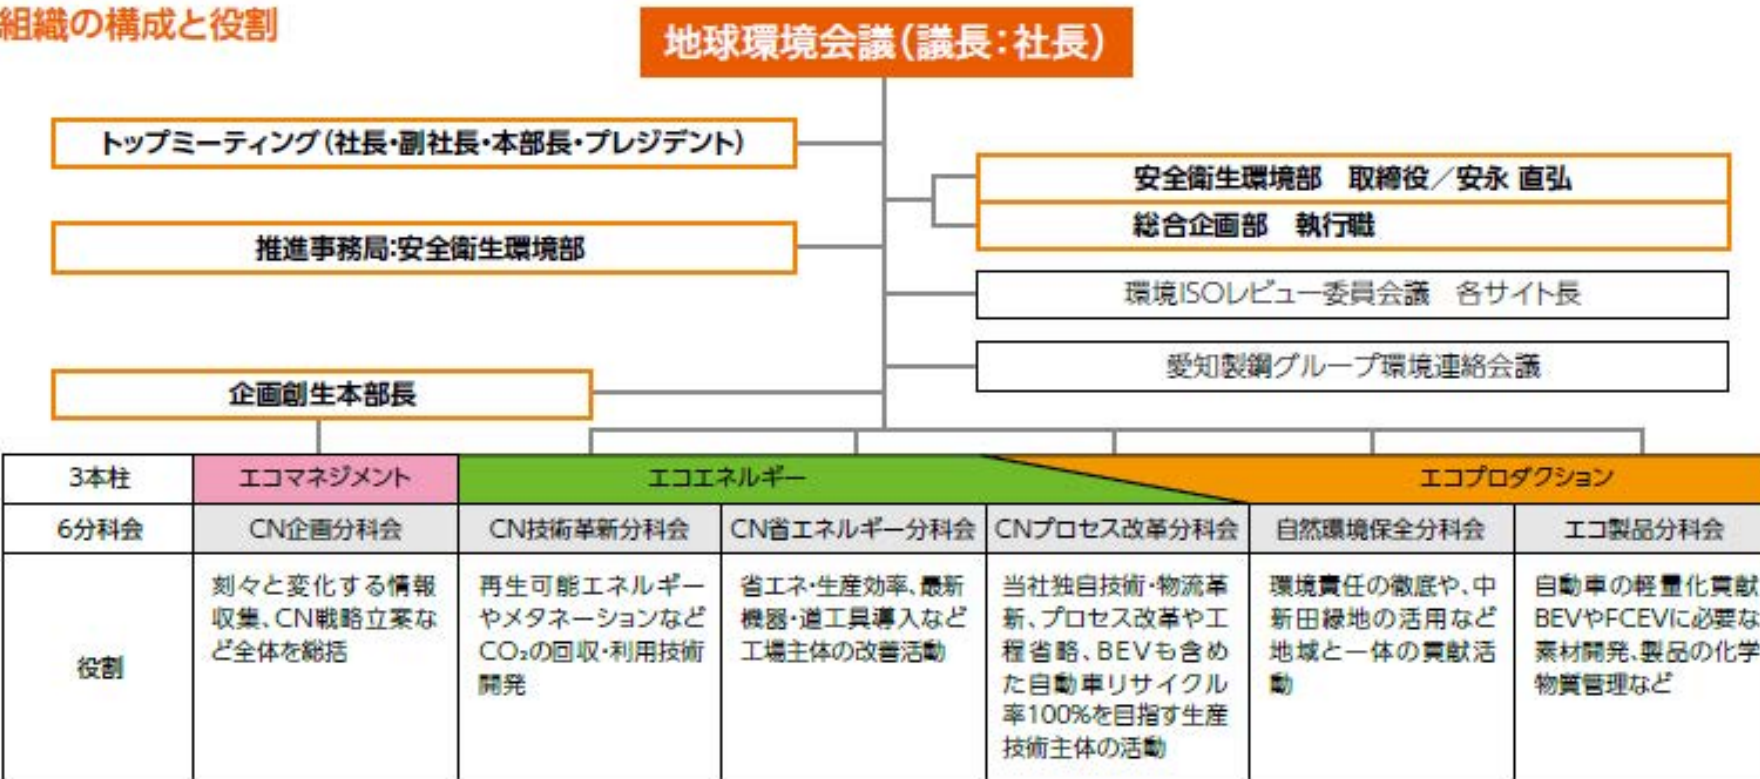 組織の構成と役割
地球環境会議(議長:社長)
トップミーティング(社長・副社長・本部長・プレジデント)
安全衛生環境部 取締役/安永 直弘
総合企画部 執行職
推進事務局:安全衛生環境部
環境ISOレビュー委員会議 各サイト長
愛知製鋼グループ環境連絡会議
企画創生本部長
3本柱
エコマネジメント
エコエネルギー
エコプロダクション
6分科会
CN企画分科会
CN技術革新分科会
CN省エネルギー分科会
CNプロセス改革分科会
自然環境保全分科会
エコ製品分科会
役割
刻々と変化する情報
収集、CN戦略立案な
ど全体を総括
再生可能エネルギー
やメタネーションなど
CO₂の回収・利用技術
開発
省エネ・生産効率、最新
機器・道工具導入など
工場主体の改善活動
当社独自技術・物流革
新、プロセス改革や工
程省略、BEVも含め
た自動車リサイクル
率100%を目指す生産
技術主体の活動
環境責任の徹底や、中
新田緑地の活用など
地域と一体の貢献活
動
自動車の軽量化貢献
BEVやFCEVに必要な
素材開発、製品の化学
物質管理など